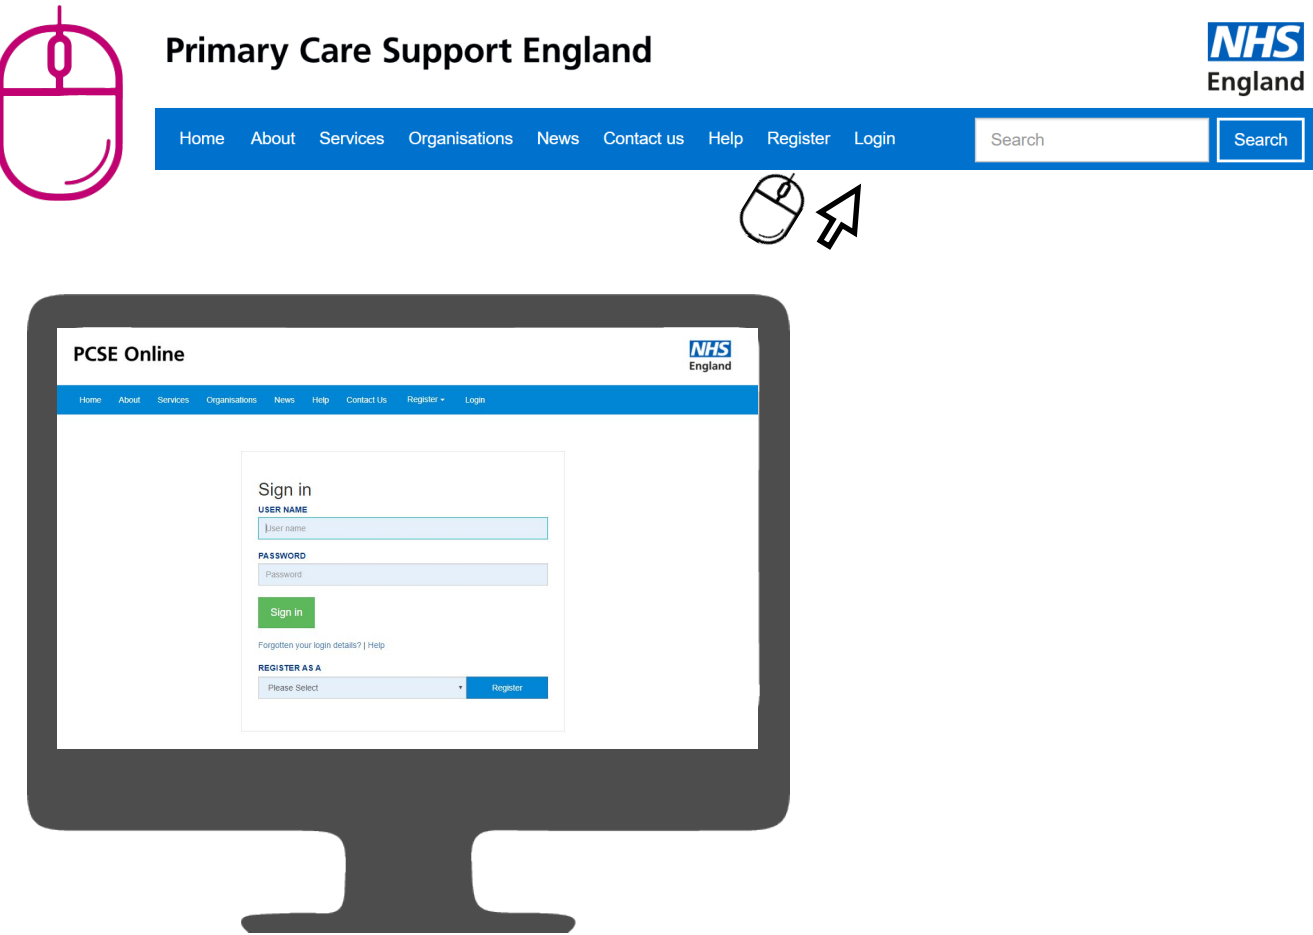 Primary Care Support England
NHS
England
Home About Services Organisations News Contact us Help Register Login Search Search
PCSE Online
NHS
England
Home About Services Organisations News Help Contact Us Register Login
Sign in
USER NAME
User name
PASSWORD
Password
Sign in
Forgotten your login details? | Help
REGISTER AS A
Please Select Register